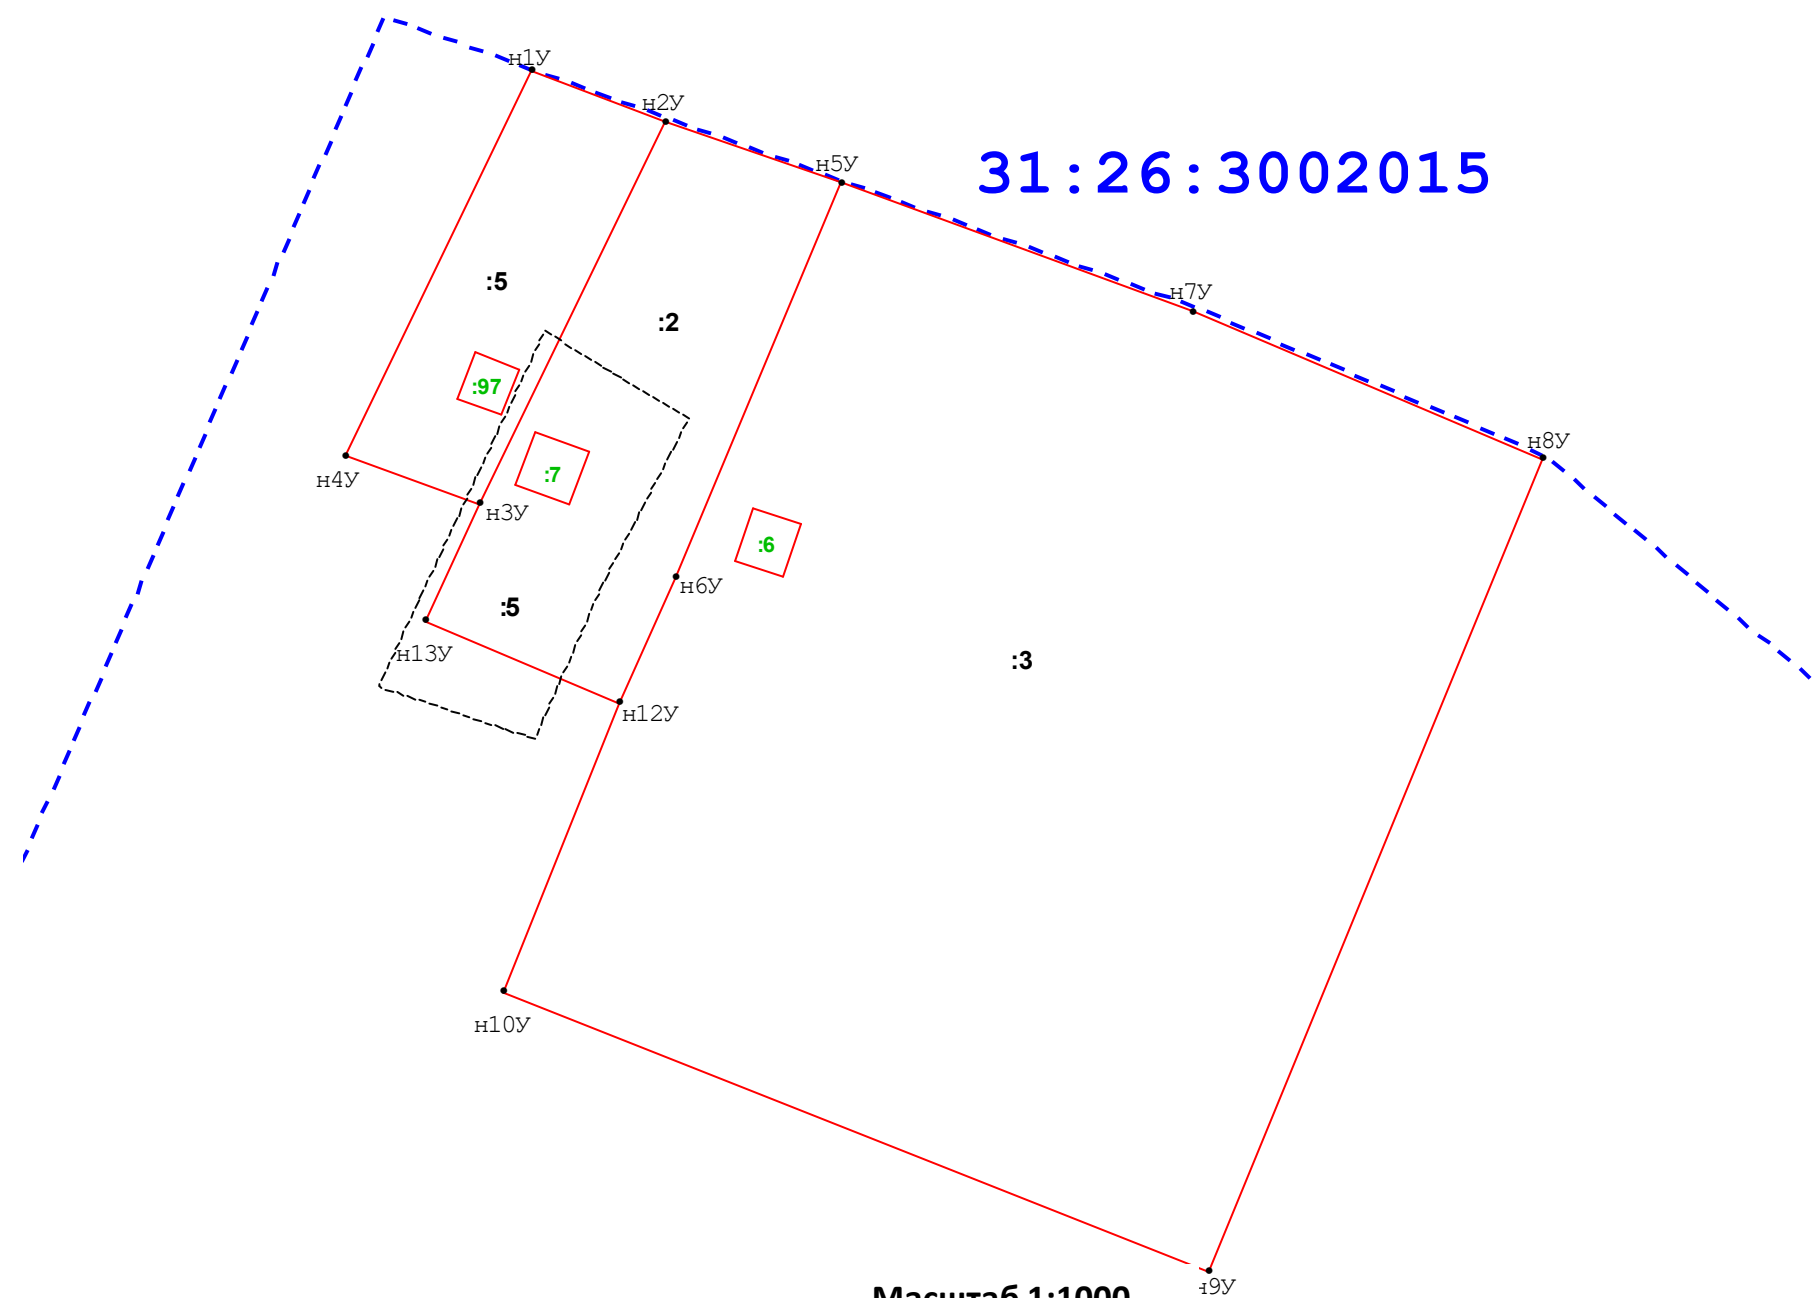 н1У
н2У
н5У
31:26:3002015
:5
:2
н7У
:97
н8У
:7
н4У
н3У
:6
н6У
:5
н13У
:3
н12У
н10У
н9У
Масштаб 1:1000